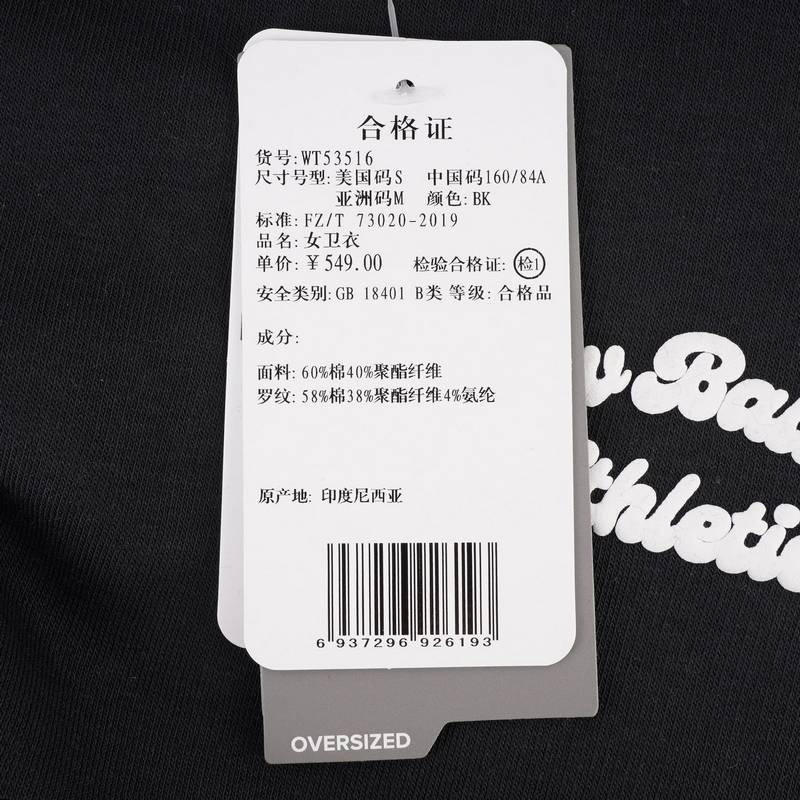 合格证
货号:WT53516
尺寸号型:美国码S 中国码160/84A
亚洲码M 颜色:BK
标准:FZ/T 73020-2019
品名:女卫衣
单价:￥549.00 检验合格证:检1
安全类别:GB 18401 B类 等级:合格品
成分:
面料:60%棉40%聚酯纤维
罗纹:58%棉38%聚酯纤维4%氨纶
原产地:印度尼西亚
6 937296 926193
OVERSIZED